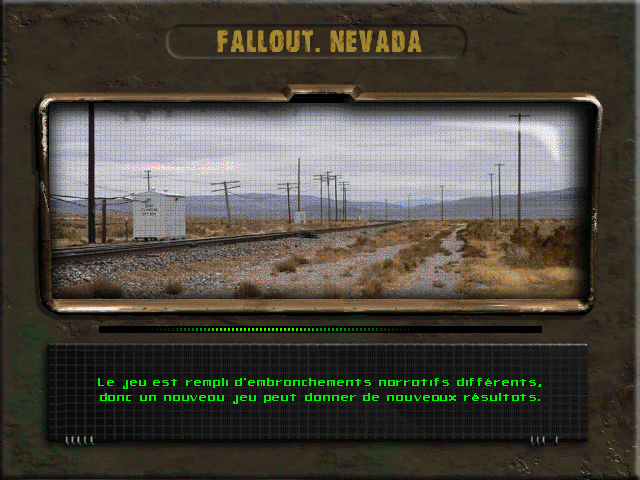 FALLOUT. NEVADA
Le jeu est rempli d'embranchements narratifs différents,
donc un nouveau jeu peut donner de nouveaux résultats.